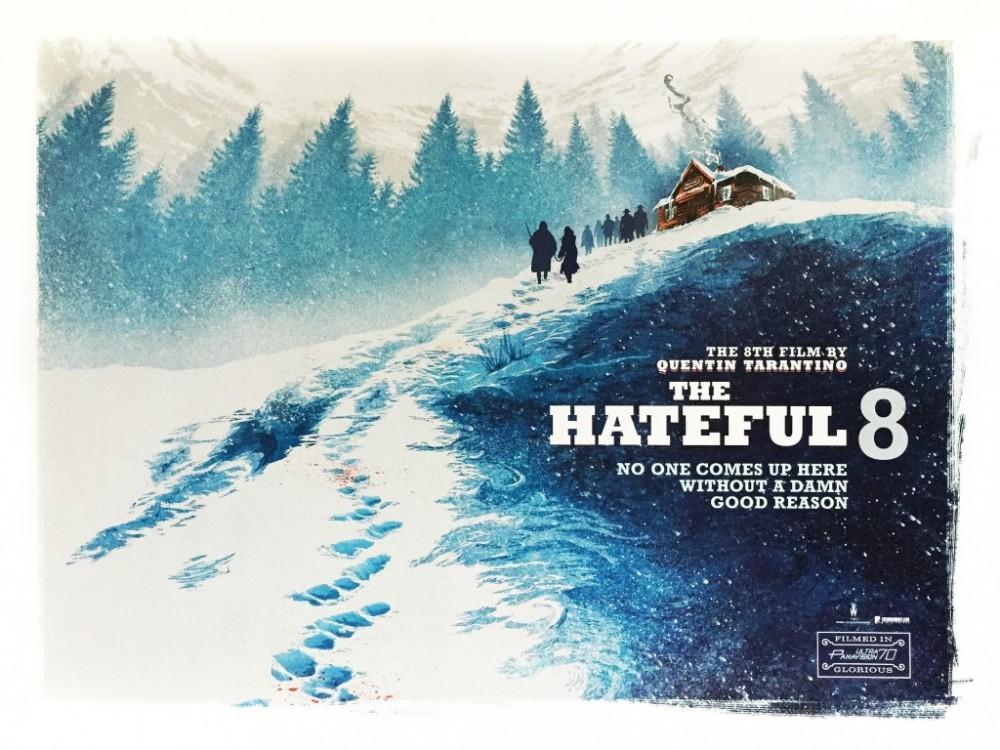 THE 8TH FILM BY
QUENTIN TARANTINO
THE
HATEFUL 8
NO ONE COMES UP HERE
WITHOUT A DAMN
GOOD REASON
FILMED IN
ULTRA
PANAVISION 70
GLORIOUS